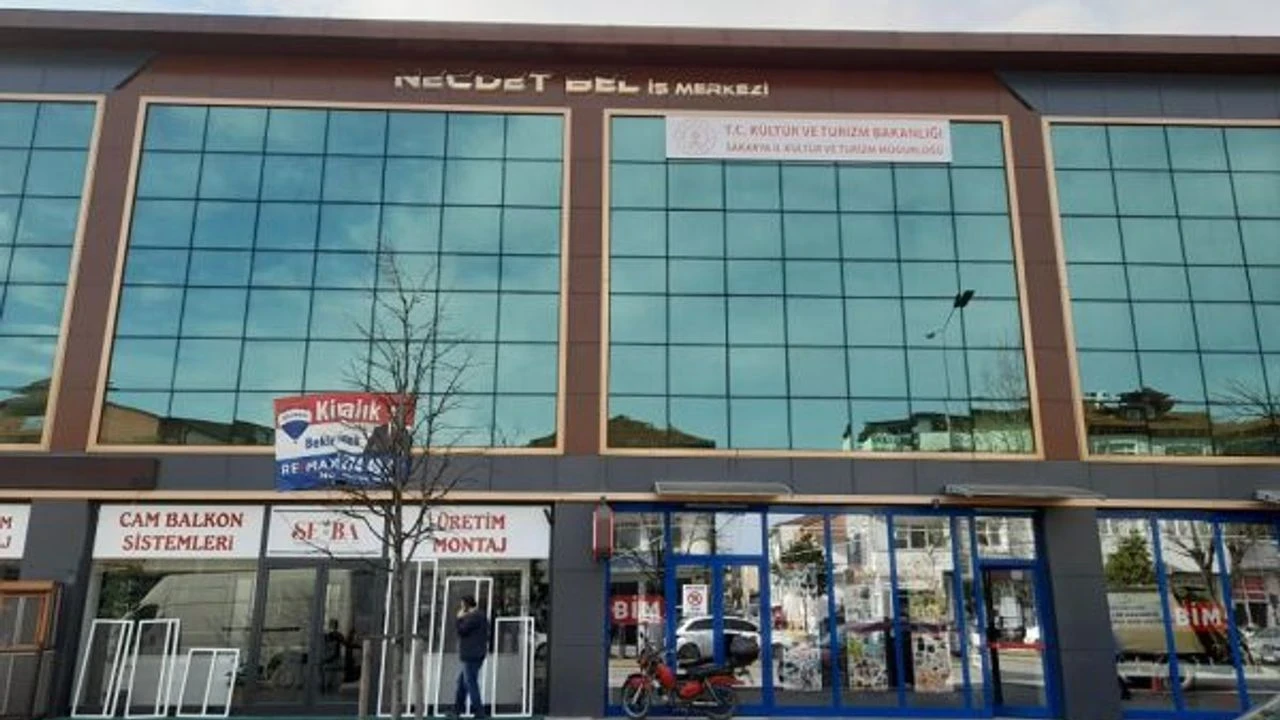 NECDET BEL İŞ MERKEZİ
T.C. KÜLTÜR VE TURİZM BAKANLIĞI
SAKARYA İL KÜLTÜR VE TURİZM MÜDÜRLÜĞÜ
Kiralık
RE/MAX
CAM BALKON
SİSTEMLERİ
ÜRETİM
MONTAJ
BİM
BİM